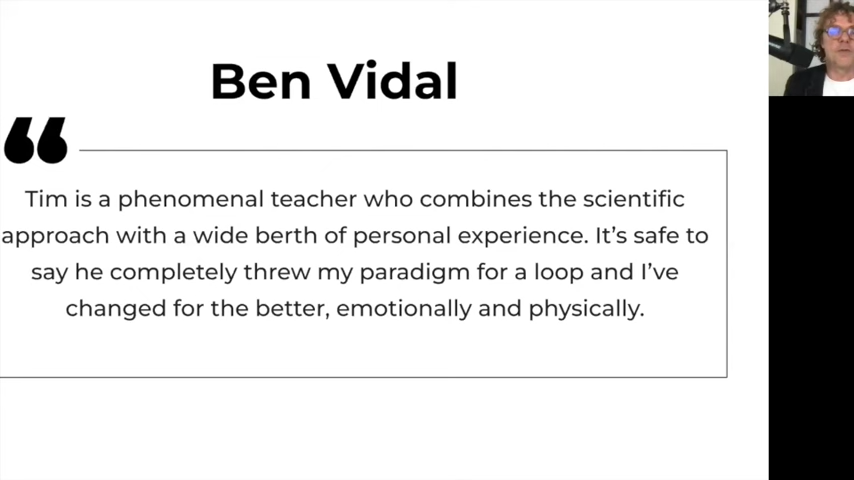 Ben Vidal
“
Tim is a phenomenal teacher who combines the scientific
approach with a wide berth of personal experience. It’s safe to
say he completely threw my paradigm for a loop and I’ve
changed for the better, emotionally and physically.